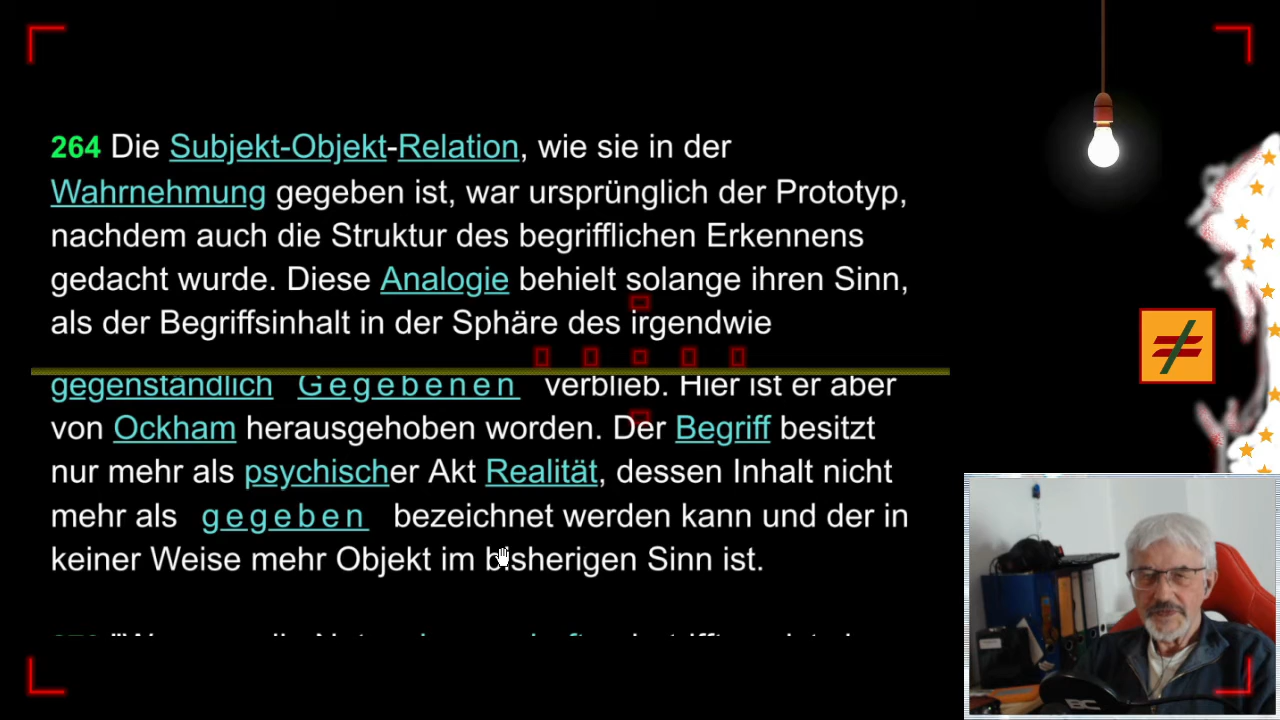 264 Die Subjekt-Objekt-Relation, wie sie in der
Wahrnehmung gegeben ist, war ursprünglich der Prototyp,
nachdem auch die Struktur des begrifflichen Erkennens
gedacht wurde. Diese Analogie behielt solange ihren Sinn,
als der Begriffsinhalt in der Sphäre des irgendwie
gegenständlich G e g e b e n e n verblieb. Hier ist er aber
von Ockham herausgehoben worden. Der Begriff besitzt
nur mehr als psychischer Akt Realität, dessen Inhalt nicht
mehr als g e g e b e n bezeichnet werden kann und der in
keiner Weise mehr Objekt im bisherigen Sinn ist.
≠